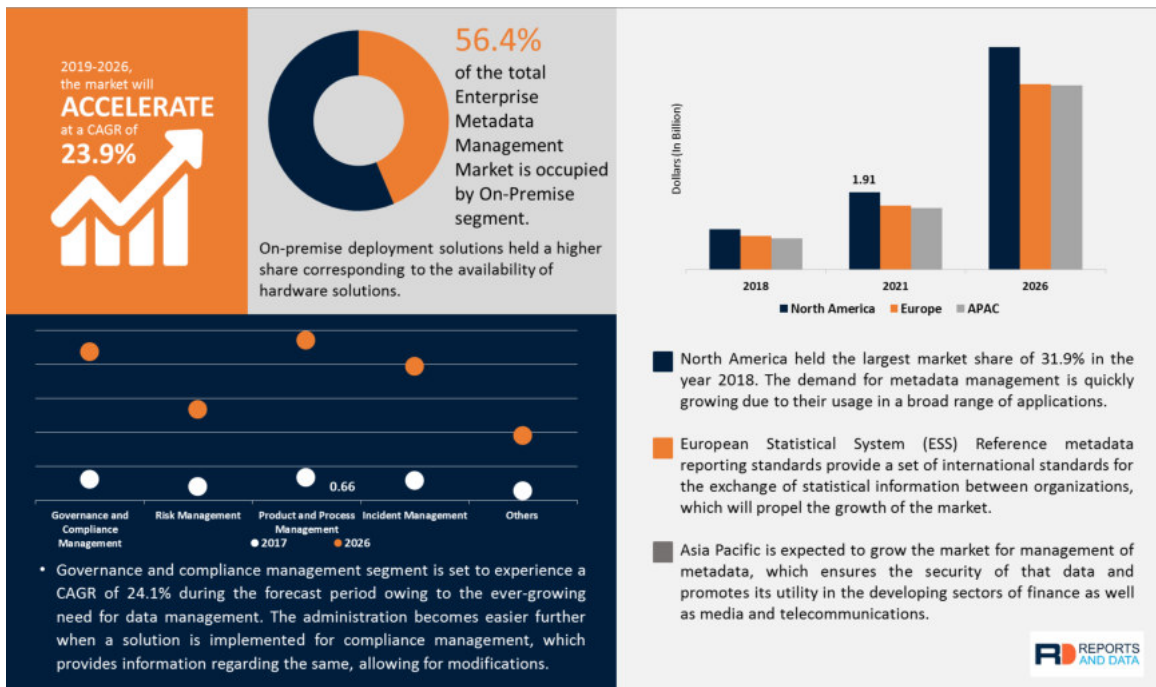 2019-2026,
the market will
ACCELERATE
at a CAGR of
23.9%
56.4%
of the total
Enterprise
Metadata
Management
Market is occupied
by On-Premise
segment.
On-premise deployment solutions held a higher
share corresponding to the availability of
hardware solutions.
Dollars (In Billion)
1.91
2018
2021
2026
North America
Europe
APAC
0.66
Governance and
Compliance
Management
Risk Management
Product and Process
Management
Incident Management
Others
2017
2026
• Governance and compliance management segment is set to experience a
CAGR of 24.1% during the forecast period owing to the ever-growing
need for data management. The administration becomes easier further
when a solution is implemented for compliance management, which
provides information regarding the same, allowing for modifications.
North America held the largest market share of 31.9% in the
year 2018. The demand for metadata management is quickly
growing due to their usage in a broad range of applications.
European Statistical System (ESS) Reference metadata
reporting standards provide a set of international standards for
the exchange of statistical information between organizations,
which will propel the growth of the market.
Asia Pacific is expected to grow the market for management of
metadata, which ensures the security of that data and
promotes its utility in the developing sectors of finance as well
as media and telecommunications.
RD REPORTS
AND DATA